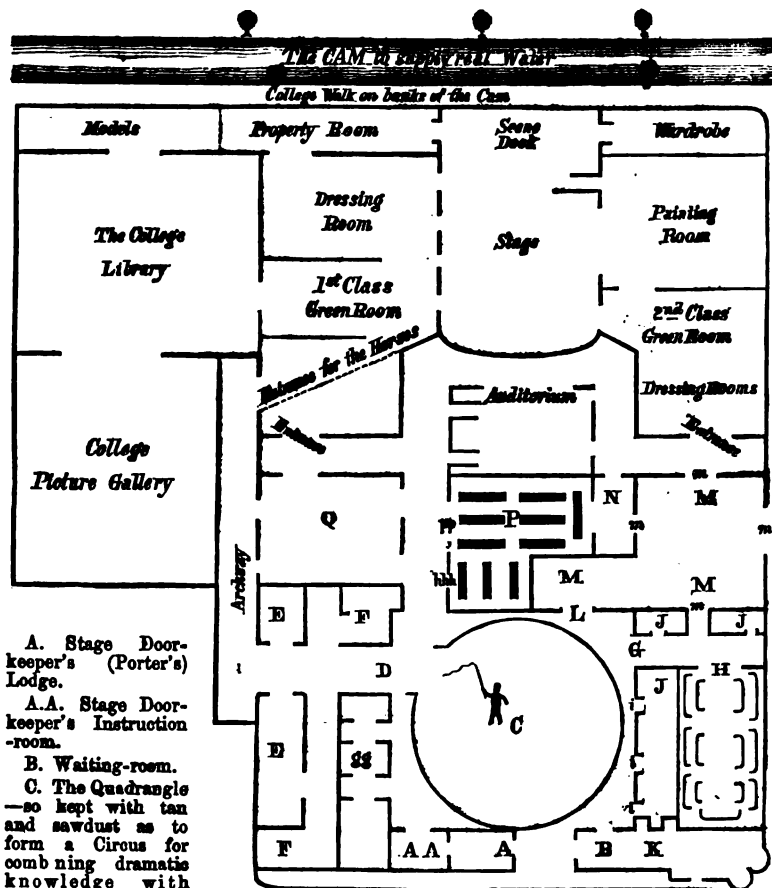 The CAM to supply real Water
College Walk on banks of the Cam
Models
Property Room
Scene
Dock
Wardrobe
Dressing
Room
Painting
Room
The College
Library
Stage
1st Class
Green Room
2nd Class
Green Room
Entrance for the Horses
Auditorium
Dressing Rooms
Entrance
Entrance
College
Picture Gallery
Q
P
N
m
M
m
m
pp
hhh
M
M
m
L
Archway
E
F
J
J
G
D
J
H
C
i
i
i
E
gg
F
A A
A
B
K
A. Stage Door-
keeper's (Porter's)
Lodge.
A.A. Stage Door-
keeper's Instruction
-room.
B. Waiting-room.
C. The Quadrangle
—so kept with tan
and sawdust as to
form a Circus for
comb ning dramatic
knowledge with